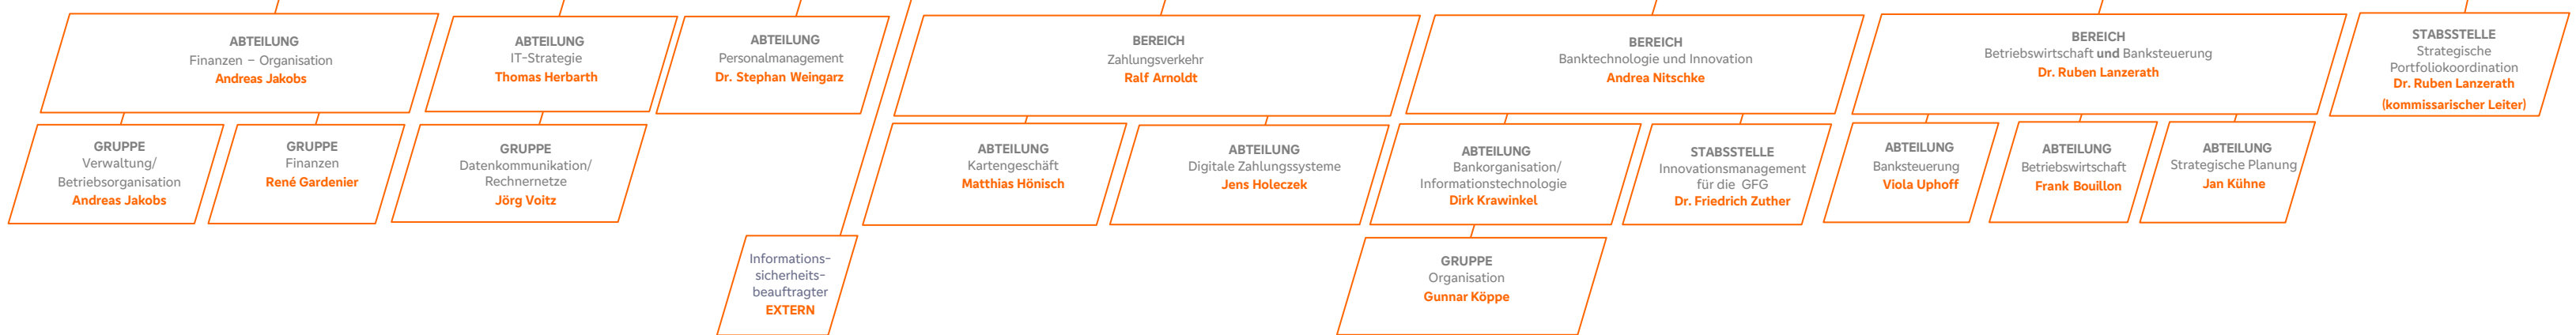 ABTEILUNG
Finanzen – Organisation
Andreas Jakobs
ABTEILUNG
IT-Strategie
Thomas Herbarth
ABTEILUNG
Personalmanagement
Dr. Stephan Weingarz
BEREICH
Zahlungsverkehr
Ralf Arnoldt
BEREICH
Banktechnologie und Innovation
Andrea Nitschke
BEREICH
Betriebswirtschaft und Banksteuerung
Dr. Ruben Lanzerath
STABSSTELLE
Strategische
Portfoliokoordination
Dr. Ruben Lanzerath
(kommissarischer Leiter)
GRUPPE
Verwaltung/
Betriebsorganisation
Andreas Jakobs
GRUPPE
Finanzen
René Gardenier
GRUPPE
Datenkommunikation/
Rechnernetze
Jörg Voitz
ABTEILUNG
Kartengeschäft
Matthias Hönisch
ABTEILUNG
Digitale Zahlungssysteme
Jens Holeczek
ABTEILUNG
Bankorganisation/
Informationstechnologie
Dirk Krawinkel
STABSSTELLE
Innovationsmanagement
für die GFG
Dr. Friedrich Zuther
ABTEILUNG
Banksteuerung
Viola Uphoff
ABTEILUNG
Betriebswirtschaft
Frank Bouillon
ABTEILUNG
Strategische Planung
Jan Kühne
Informations-
sicherheits-
beauftragter
EXTERN
GRUPPE
Organisation
Gunnar Köppe